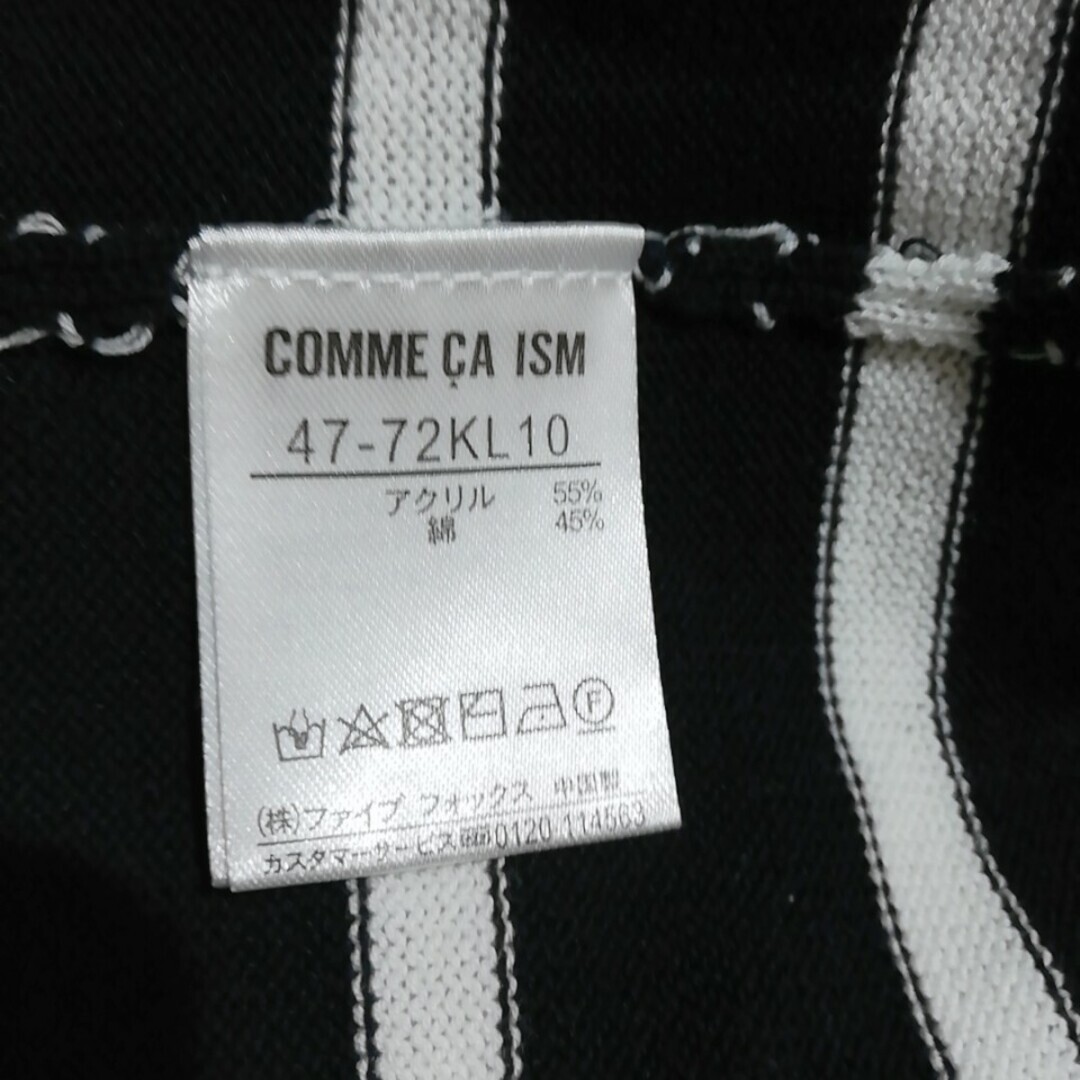 COMME ÇA ISM
47-72KL10
アクリル 55%
綿 45%
F
(株)ファイブ フォックス 中国製
カスタマーサービス 0120 114563